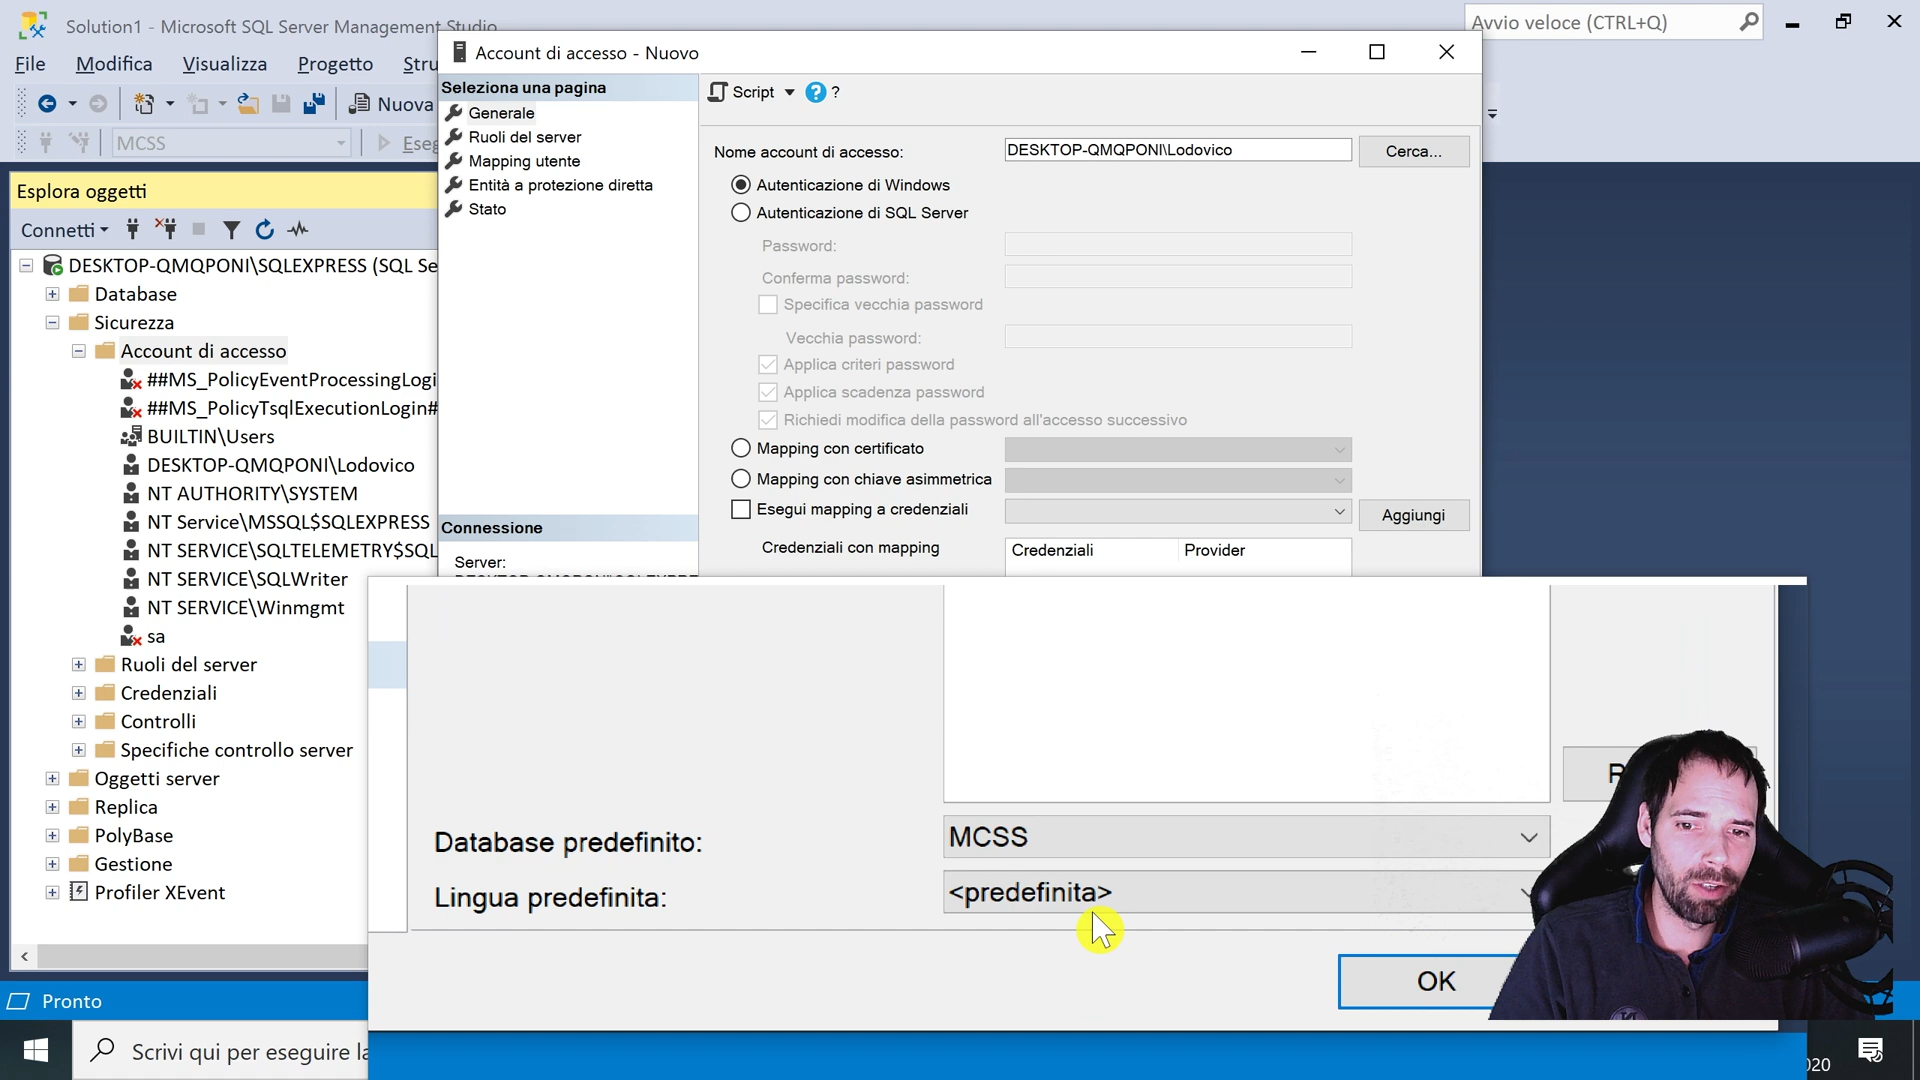 Solution1 - Microsoft SQL Server Management Studio
Avvio veloce (CTRL+Q)
File Modifica Visualizza Progetto Stru
Nuova
MCSS
Eseg
Esplora oggetti
Connetti
DESKTOP-QMQPONI\SQLEXPRESS (SQL Se
Database
Sicurezza
Account di accesso
##MS_PolicyEventProcessingLogi
##MS_PolicyTsqlExecutionLogin#
BUILTIN\Users
DESKTOP-QMQPONI\Lodovico
NT AUTHORITY\SYSTEM
NT Service\MSSQL$SQLEXPRESS
NT SERVICE\SQLTELEMETRY$SQL
NT SERVICE\SQLWriter
NT SERVICE\Winmgmt
sa
Ruoli del server
Credenziali
Controlli
Specifiche controllo server
Oggetti server
Replica
PolyBase
Gestione
Profiler XEvent
Pronto
Scrivi qui per eseguire la
Account di accesso - Nuovo
Seleziona una pagina
Generale
Ruoli del server
Mapping utente
Entità a protezione diretta
Stato
Connessione
Server:
Script ? ?
Nome account di accesso: DESKTOP-QMQPONI\Lodovico Cerca...
Autenticazione di Windows
Autenticazione di SQL Server
Password:
Conferma password:
Specifica vecchia password
Vecchia password:
Applica criteri password
Applica scadenza password
Richiedi modifica della password all'accesso successivo
Mapping con certificato
Mapping con chiave asimmetrica
Esegui mapping a credenziali Aggiungi
Credenziali con mapping Credenziali Provider
Database predefinito: MCSS
Lingua predefinita: <predefinita>
OK
020